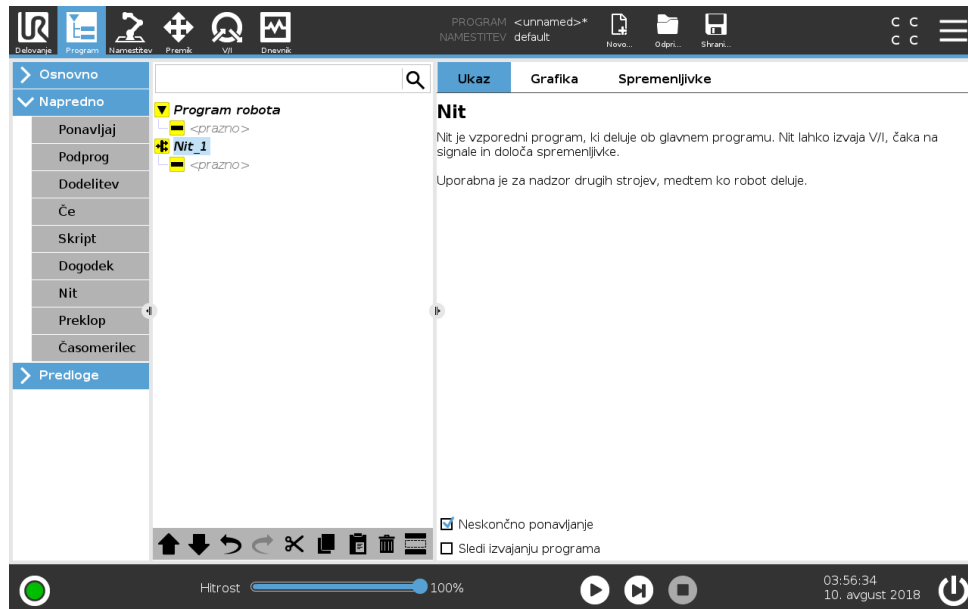 PROGRAM <unnamed>*
NAMESTITEV default
Delovanje Program Namestitev Premik V/I Dnevnik Novo... Odpri... Shrani...
C C
C C
Osnovno
Napredno
Ponavljaj
Podprog
Dodelitev
Če
Skript
Dogodek
Nit
Preklop
Časomerilec
Predloge
Program robota
<prazno>
Nit_1
<prazno>
Ukaz Grafika Spremenljivke
Nit
Nit je vzporedni program, ki deluje ob glavnem programu. Nit lahko izvaja V/I, čaka na
signale in določa spremenljivke.
Uporabna je za nadzor drugih strojev, medtem ko robot deluje.
Neskončno ponavljanje
Sledi izvajanju programa
Hitrost 100%
03:56:34
10. avgust 2018